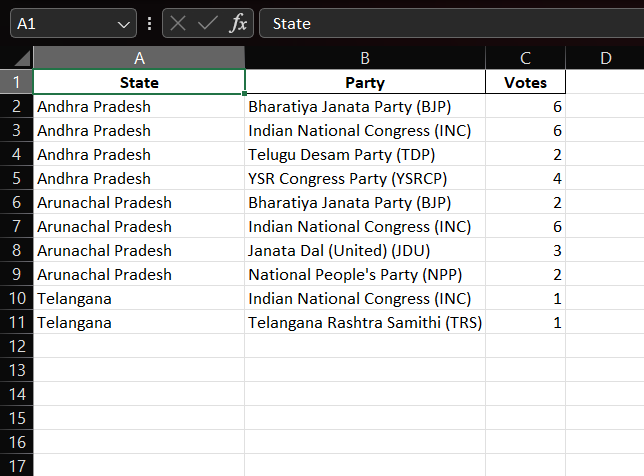 A1 fx State
A B C D
1 State Party Votes
2 Andhra Pradesh Bharatiya Janata Party (BJP) 6
3 Andhra Pradesh Indian National Congress (INC) 6
4 Andhra Pradesh Telugu Desam Party (TDP) 2
5 Andhra Pradesh YSR Congress Party (YSRCP) 4
6 Arunachal Pradesh Bharatiya Janata Party (BJP) 2
7 Arunachal Pradesh Indian National Congress (INC) 6
8 Arunachal Pradesh Janata Dal (United) (JDU) 3
9 Arunachal Pradesh National People's Party (NPP) 2
10 Telangana Indian National Congress (INC) 1
11 Telangana Telangana Rashtra Samithi (TRS) 1
12
13
14
15
16
17